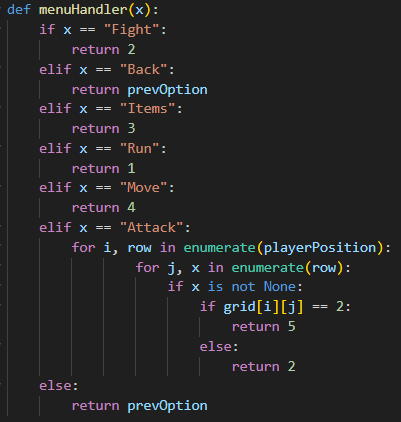 def menuHandler(x):
    if x == "Fight":
        return 2
    elif x == "Back":
        return prevOption
    elif x == "Items":
        return 3
    elif x == "Run":
        return 1
    elif x == "Move":
        return 4
    elif x == "Attack":
        for i, row in enumerate(playerPosition):
                for j, x in enumerate(row):
                    if x is not None:
                        if grid[i][j] == 2:
                            return 5
                        else:
                            return 2
    else:
        return prevOption